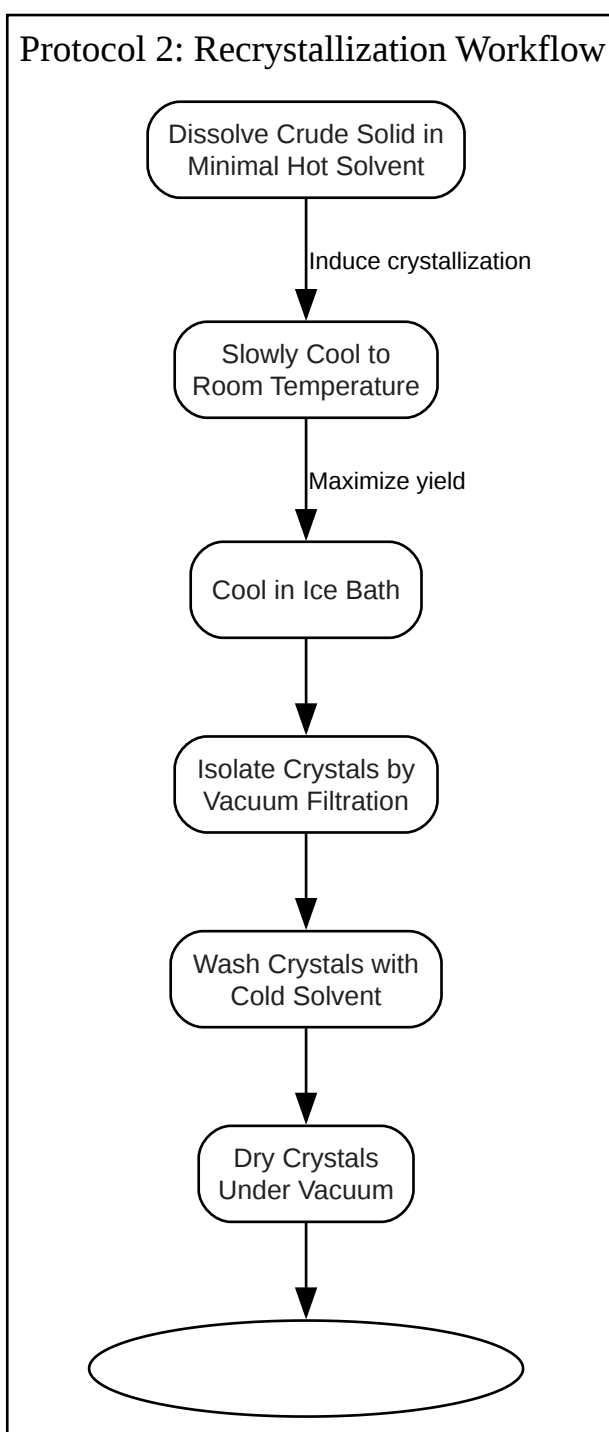 Protocol 2: Recrystallization Workflow
Dissolve Crude Solid in
Minimal Hot Solvent
Induce crystallization
Slowly Cool to
Room Temperature
Maximize yield
Cool in Ice Bath
Isolate Crystals by
Vacuum Filtration
Wash Crystals with
Cold Solvent
Dry Crystals
Under Vacuum